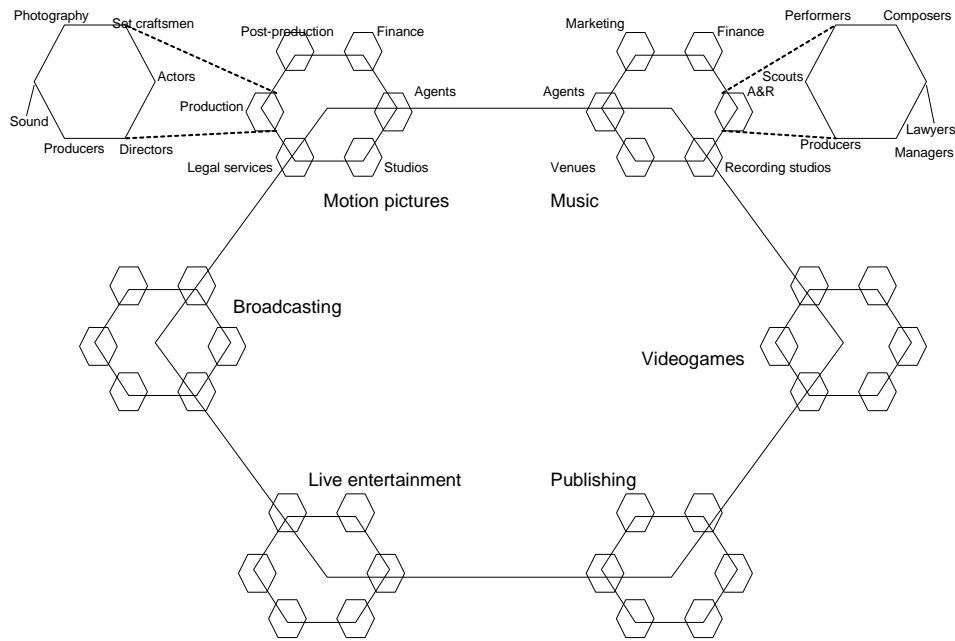 Photography
Set craftsmen
Post-production
Finance
Marketing
Finance
Performers
Composers
Actors
Scouts
Production
Agents
Agents
A&R
Sound
Lawyers
Producers
Directors
Producers
Managers
Legal services
Studios
Venues
Recording studios
Motion pictures
Music
Broadcasting
Videogames
Live entertainment
Publishing